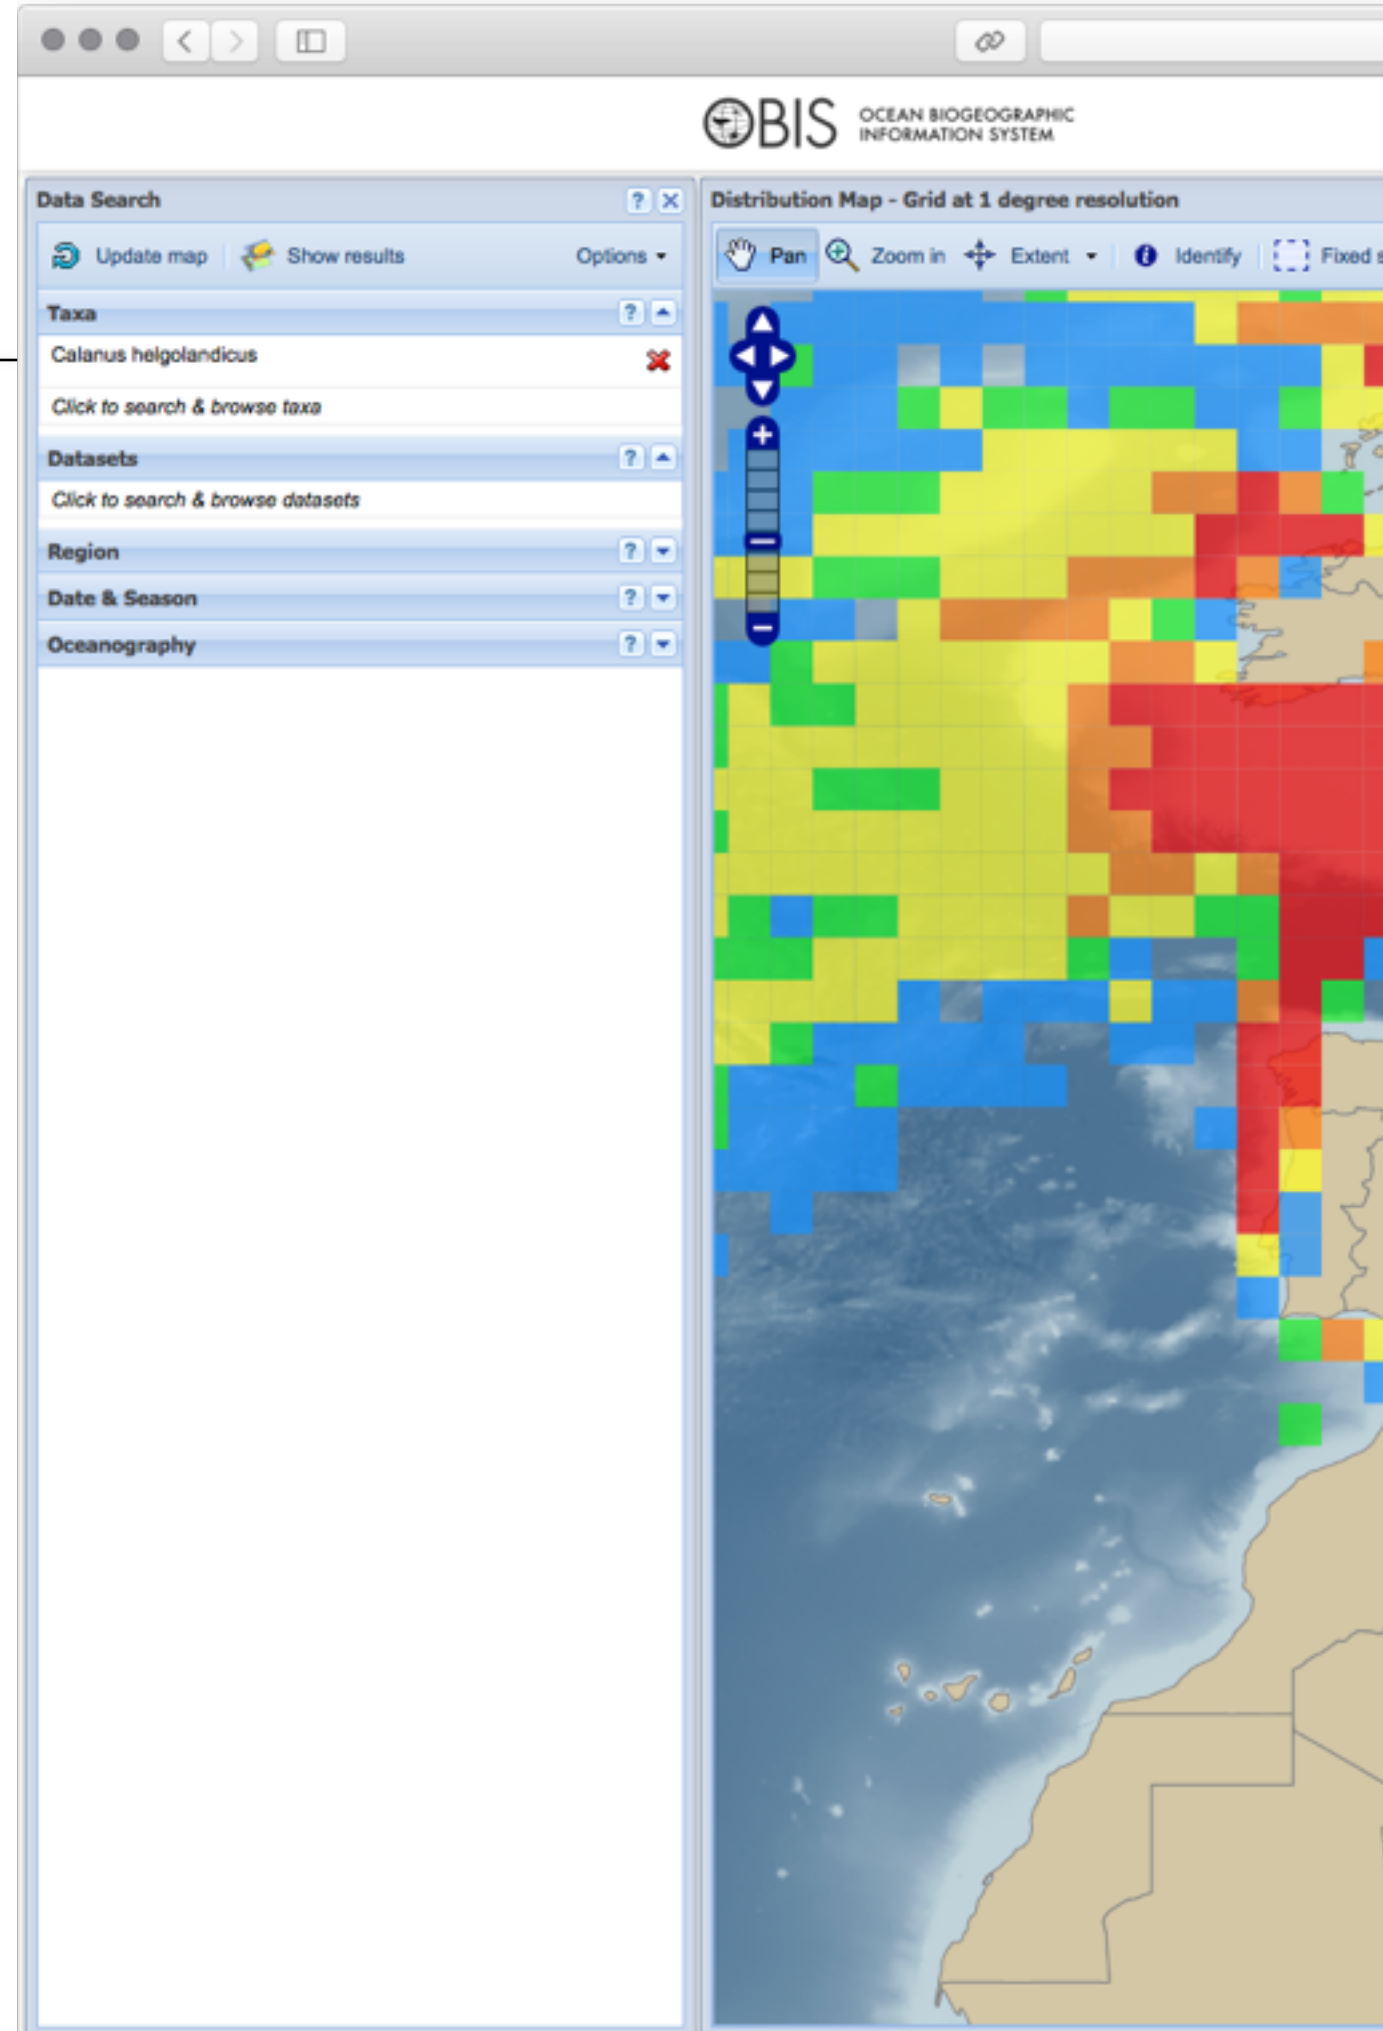 OBIS OCEAN BIOGEOGRAPHIC
INFORMATION SYSTEM
Data Search
Update map Show results Options
Taxa
Calanus helgolandicus
Click to search & browse taxa
Datasets
Click to search & browse datasets
Region
Date & Season
Oceanography
Distribution Map - Grid at 1 degree resolution
Pan Zoom in Extent Identify Fixed